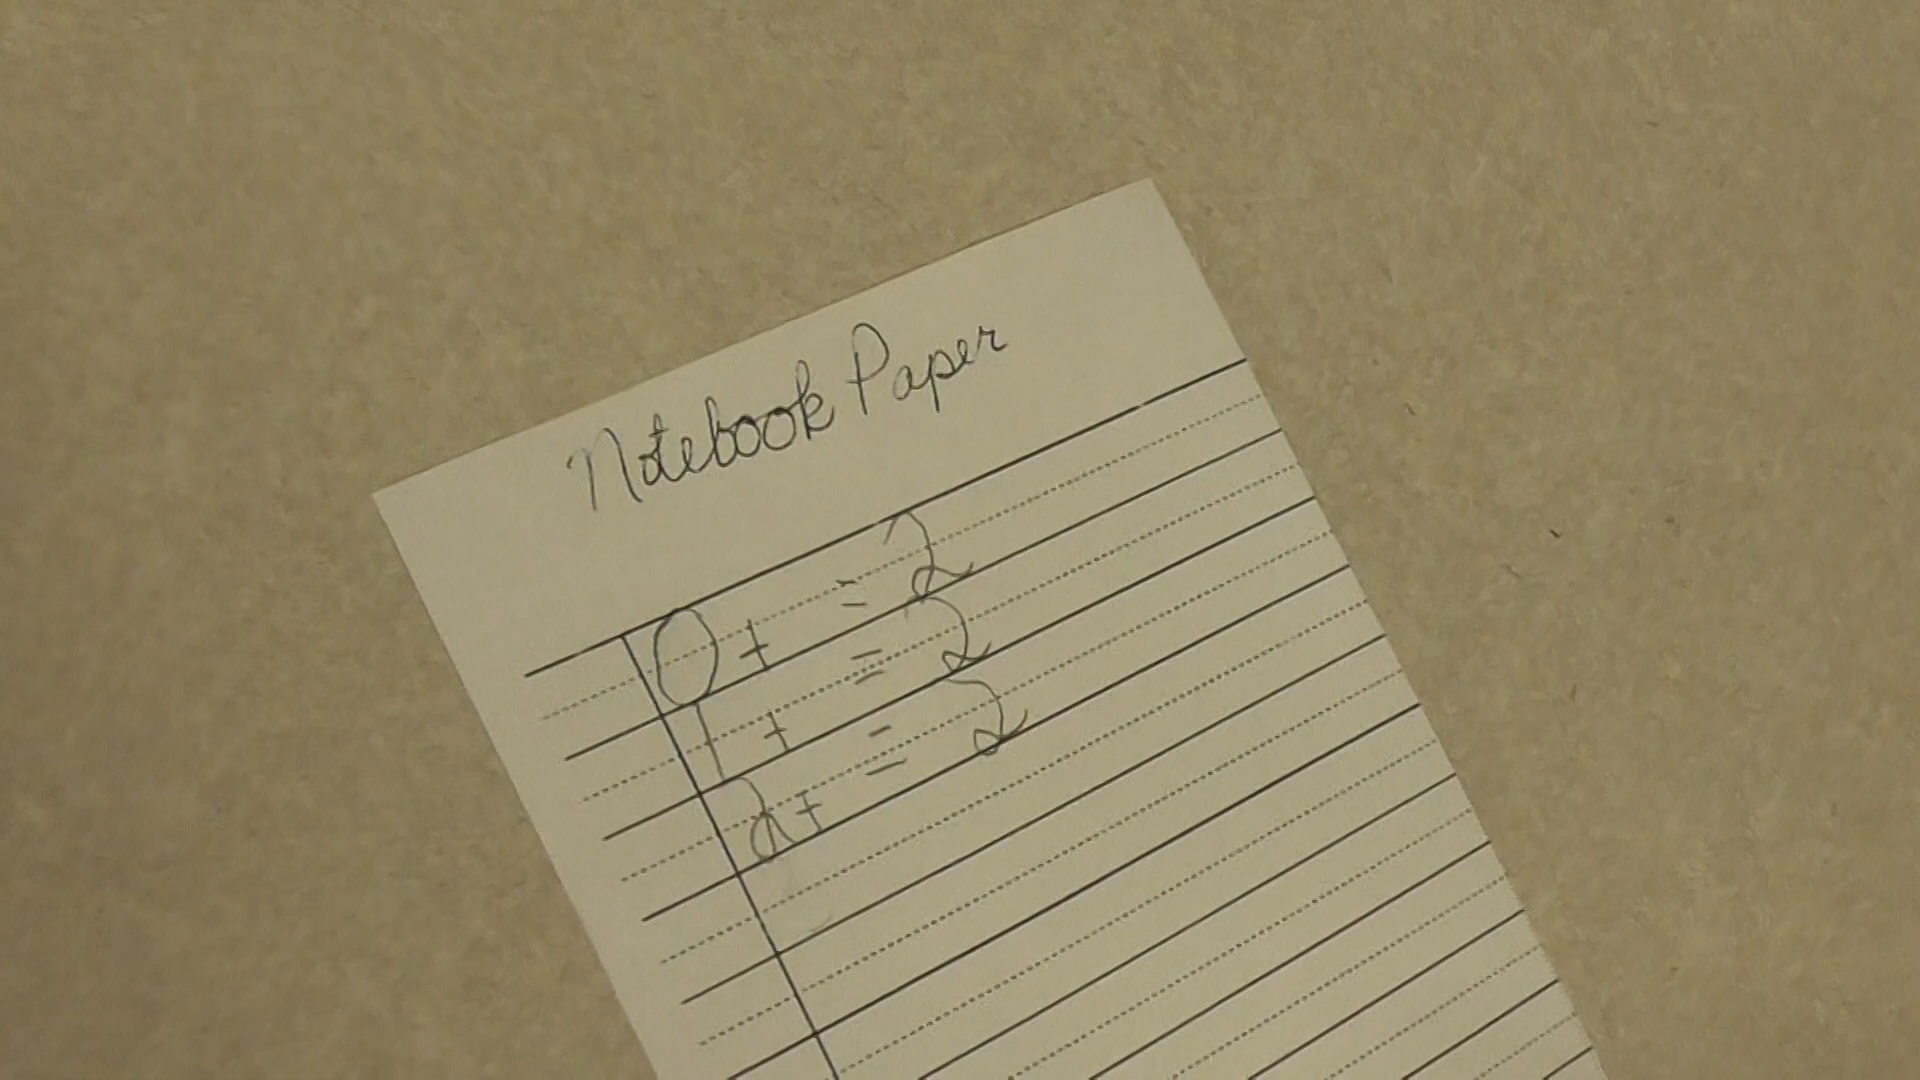 Notebook Paper
0 + = 2
1 + = 2
2 + = 2